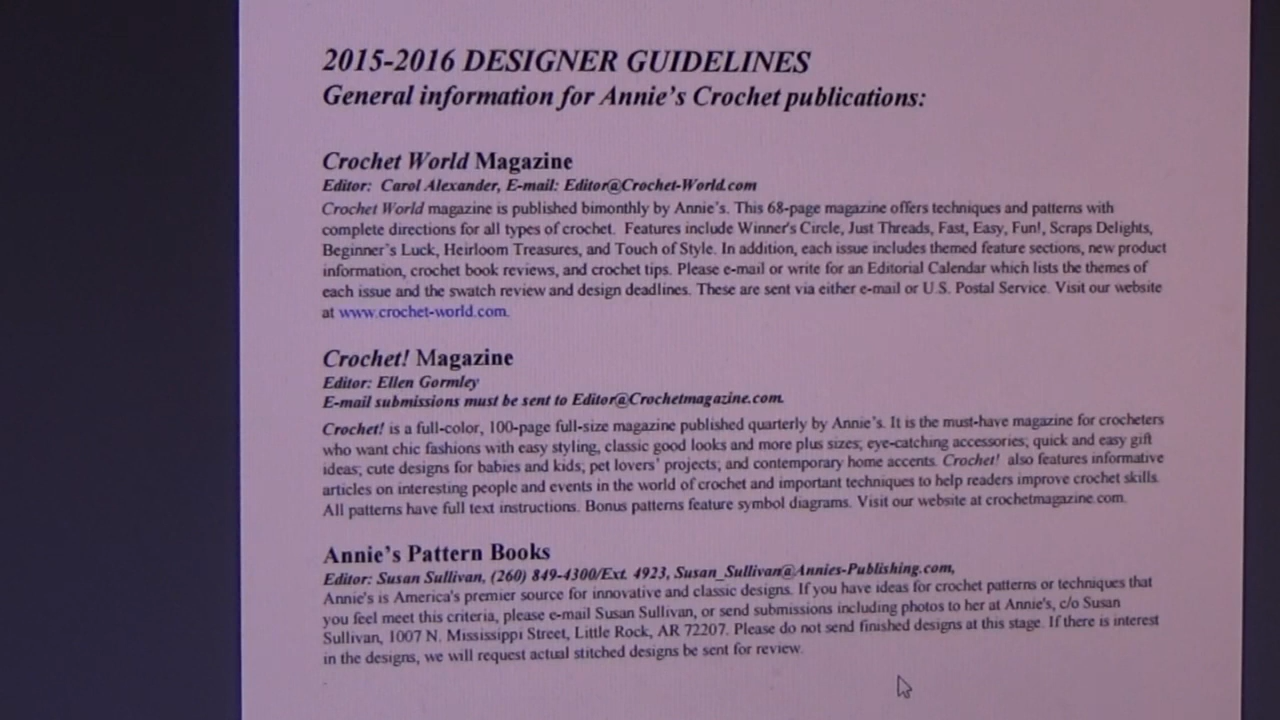 2015-2016 DESIGNER GUIDELINES
General information for Annie's Crochet publications:
Crochet World Magazine
Editor: Carol Alexander, E-mail: Editor@Crochet-World.com
Crochet World magazine is published bimonthly by Annie's. This 68-page magazine offers techniques and patterns with
complete directions for all types of crochet. Features include Winner's Circle, Just Threads, Fast, Easy, Fun!, Scraps Delights,
Beginner's Luck, Heirloom Treasures, and Touch of Style. In addition, each issue includes themed feature sections, new product
information, crochet book reviews, and crochet tips. Please e-mail or write for an Editorial Calendar which lists the themes of
each issue and the swatch review and design deadlines. These are sent via either e-mail or U.S. Postal Service. Visit our website
at www.crochet-world.com.
Crochet! Magazine
Editor: Ellen Gormley
E-mail submissions must be sent to Editor@Crochetmagazine.com.
Crochet! is a full-color, 100-page full-size magazine published quarterly by Annie's. It is the must-have magazine for crocheters
who want chic fashions with easy styling, classic good looks and more plus sizes; eye-catching accessories; quick and easy gift
ideas; cute designs for babies and kids; pet lovers' projects; and contemporary home accents. Crochet! also features informative
articles on interesting people and events in the world of crochet and important techniques to help readers improve crochet skills.
All patterns have full text instructions. Bonus patterns feature symbol diagrams. Visit our website at crochetmagazine.com.
Annie's Pattern Books
Editor: Susan Sullivan, (260) 849-4300/Ext. 4923, Susan_Sullivan@Annies-Publishing.com,
Annie's is America's premier source for innovative and classic designs. If you have ideas for crochet patterns or techniques that
you feel meet this criteria, please e-mail Susan Sullivan, or send submissions including photos to her at Annie's, c/o Susan
Sullivan, 1007 N. Mississippi Street, Little Rock, AR 72207. Please do not send finished designs at this stage. If there is interest
in the designs, we will request actual stitched designs be sent for review.